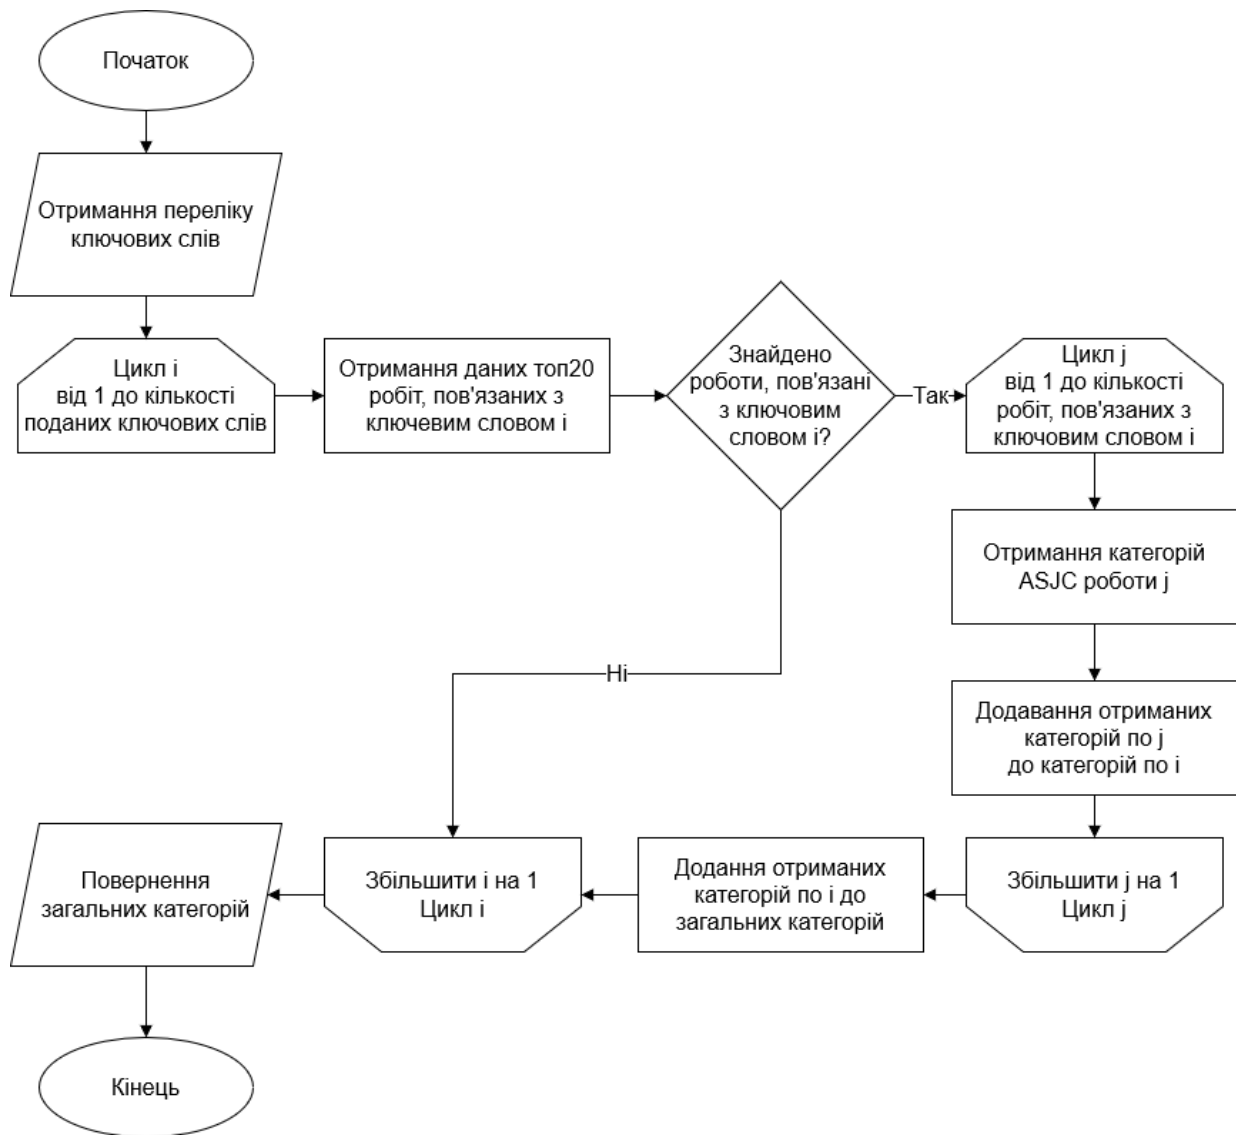 Початок
Отримання переліку
ключових слів
Цикл i
від 1 до кількості
поданих ключових слів
Отримання даних топ20
робіт, пов'язаних з
ключевим словом i
Знайдено
роботи, пов'язані
з ключовим
словом i?
Так
Цикл j
від 1 до кількості
робіт, пов'язаних з
ключовим словом i
Отримання категорій
ASJC роботи j
Додавання отриманих
категорій по j
до категорій по i
Ні
Збільшити j на 1
Цикл j
Додання отриманих
категорій по i до
загальних категорій
Збільшити i на 1
Цикл i
Повернення
загальних категорій
Кінець